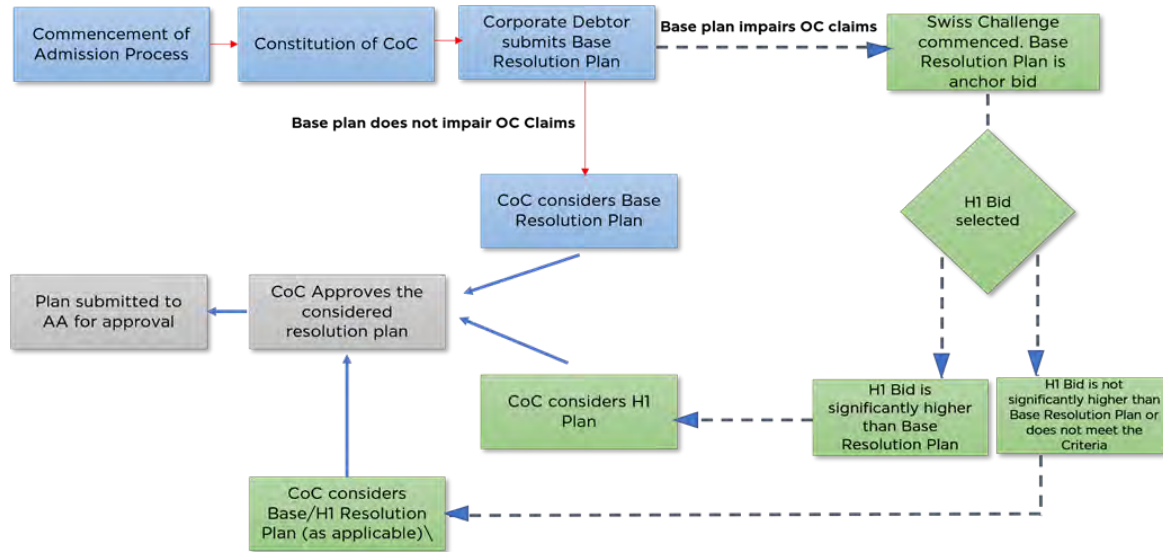 Commencement of
Admission Process
Constitution of CoC
Corporate Debtor
submits Base
Resolution Plan
Base plan impairs OC claims
Swiss Challenge
commenced. Base
Resolution Plan is
anchor bid
Base plan does not impair OC Claims
CoC considers Base
Resolution Plan
H1 Bid
selected
Plan submitted to
AA for approval
CoC Approves the
considered
resolution plan
CoC considers H1
Plan
H1 Bid is
significantly higher
than Base
Resolution Plan
H1 Bid is not
significantly higher than
Base Resolution Plan or
does not meet the
Criteria
CoC considers
Base/H1 Resolution
Plan (as applicable)\